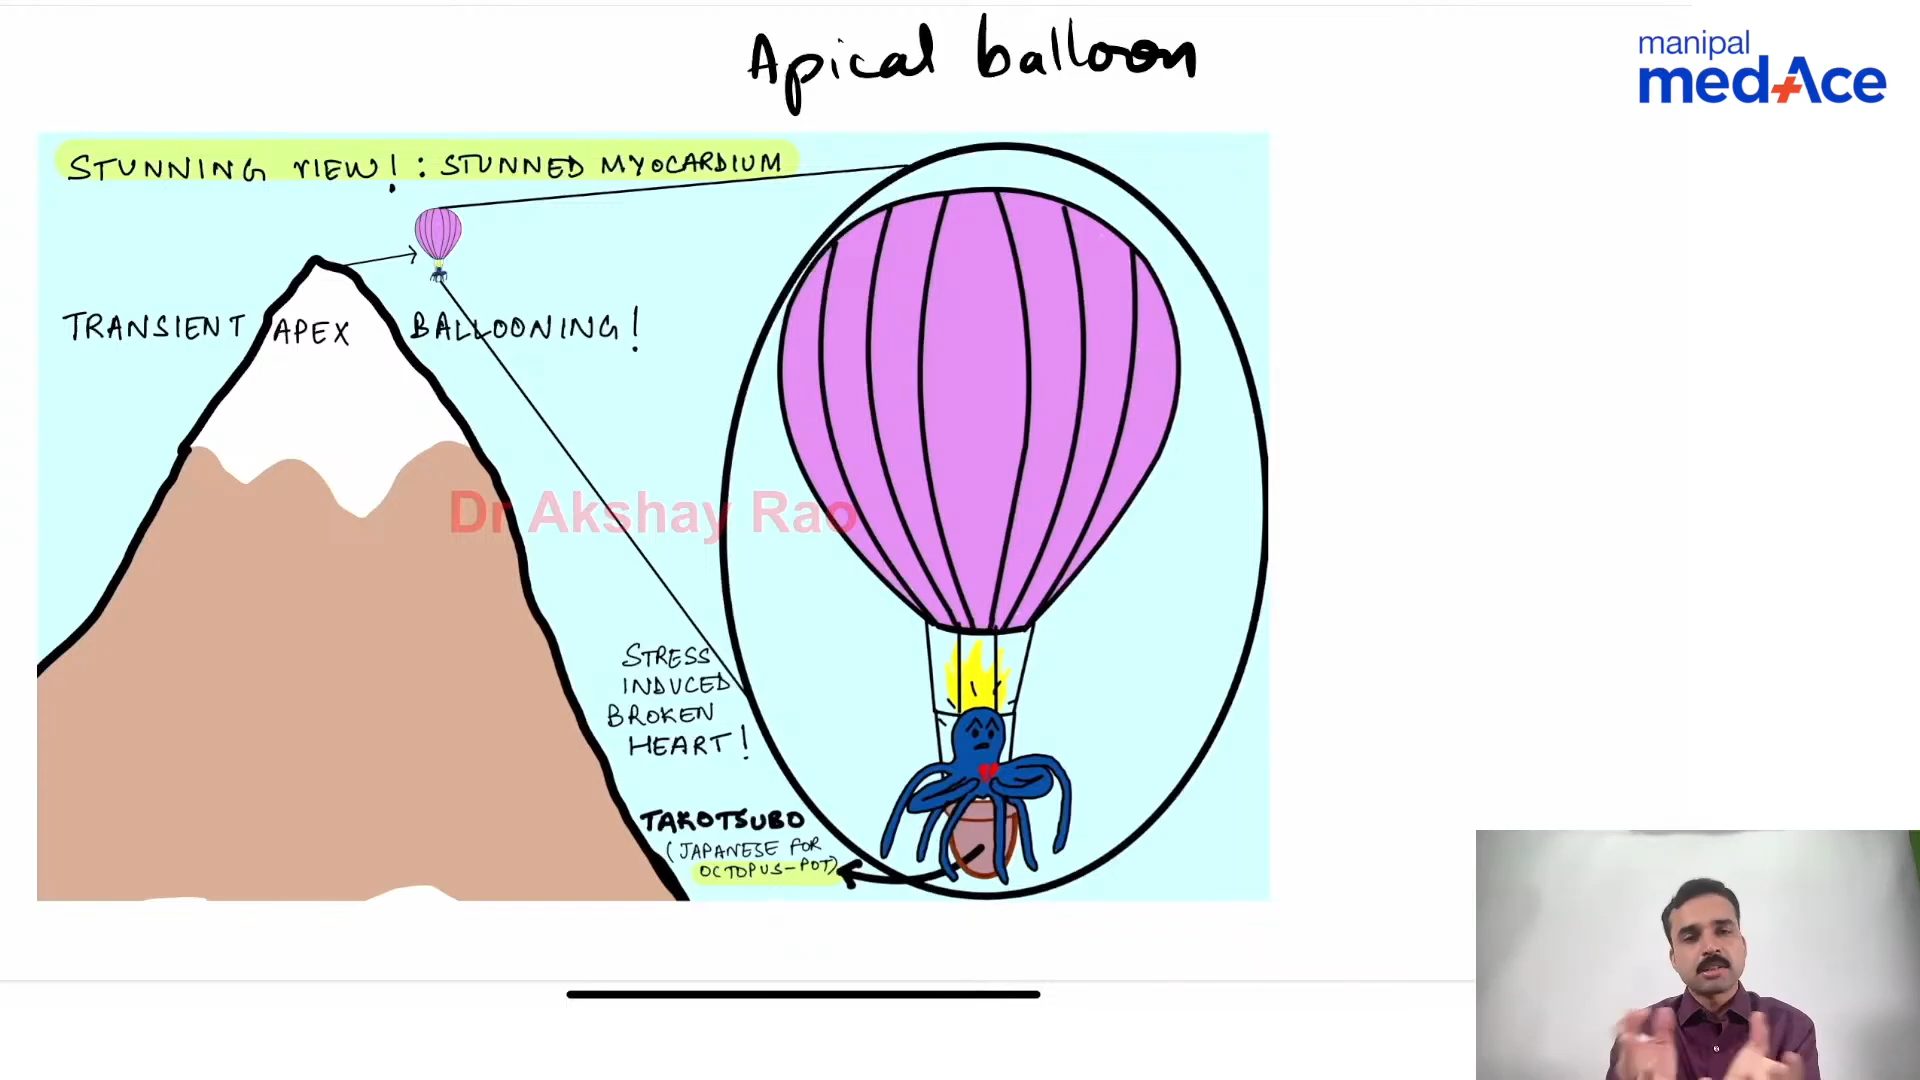 Apical balloon
manipal
medAce
STUNNING VIEW! : STUNNED MYOCARDIUM
TRANSIENT APEX BALLOONING!
Dr Akshay Rao
STRESS
INDUCED
BROKEN
HEART!
TAKOTSUBO
(JAPANESE FOR
OCTOPUS-POT)